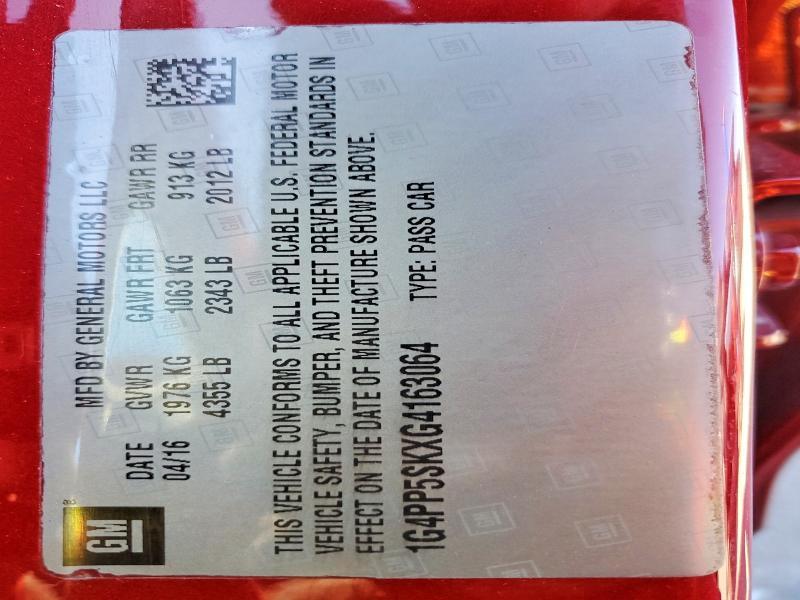 GM
MFD BY GENERAL MOTORS LLC
DATE GVWR GAWR FRT GAWR RR
04/16 1976 KG 1063 KG 913 KG
4355 LB 2343 LB 2012 LB
THIS VEHICLE CONFORMS TO ALL APPLICABLE U.S. FEDERAL MOTOR
VEHICLE SAFETY, BUMPER, AND THEFT PREVENTION STANDARDS IN
EFFECT ON THE DATE OF MANUFACTURE SHOWN ABOVE.
1G4PP5SKXG4163064 TYPE: PASS CAR